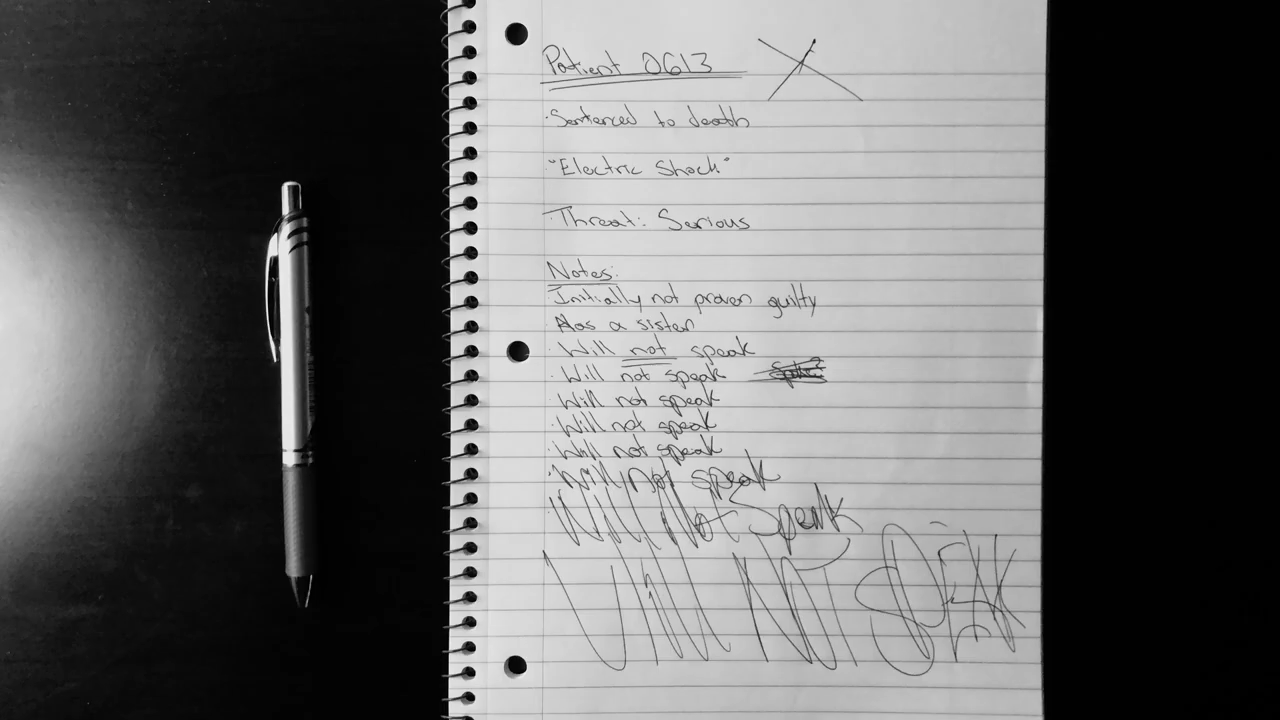 Patient 0613 X
·Sentenced to death
"Electric Shock"
·Threat: Serious
Notes:
·Initially not proven guilty
·Has a sister
·Will not speak
·Will not speak
·Will not speak
·Will not speak
·Will not speak
·Will not speak
·Will Not Speak
Will NOT SPEAK